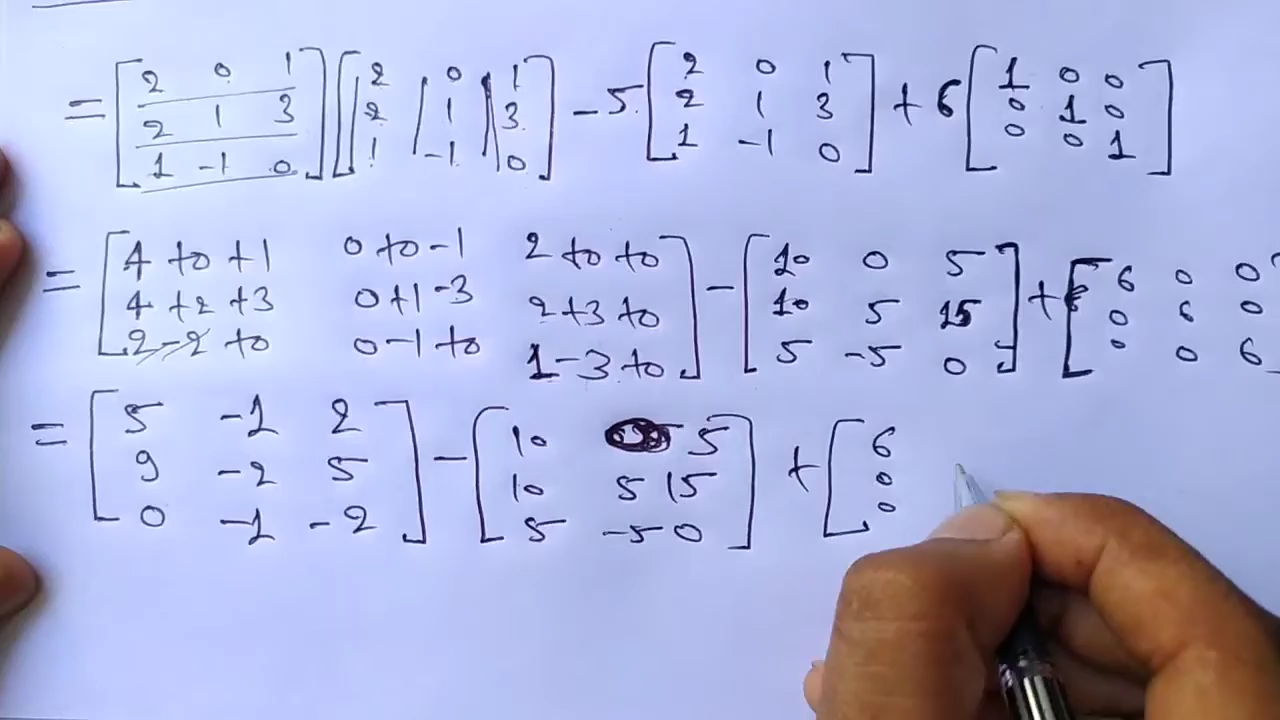 = [2 0 1] [2 0 1] - 5 [2 0 1] + 6 [1 0 0]
[2 1 3] [2 1 3] [2 1 3] [0 1 0]
[1 -1 0] [1 -1 0] [1 -1 0] [0 0 1]
= [4+0+1 0+0-1 2+0+0] - [10 0 5] + [6 0 0]
[4+2+3 0+1-3 2+3+0] [10 5 15] [0 6 0]
[2-2+0 0-1+0 1-3+0] [5 -5 0] [0 0 6]
= [5 -1 2] - [10 5] + [6
[9 -2 5] [10 5 15] [0
[0 -1 -2] [5 -5 0] [0